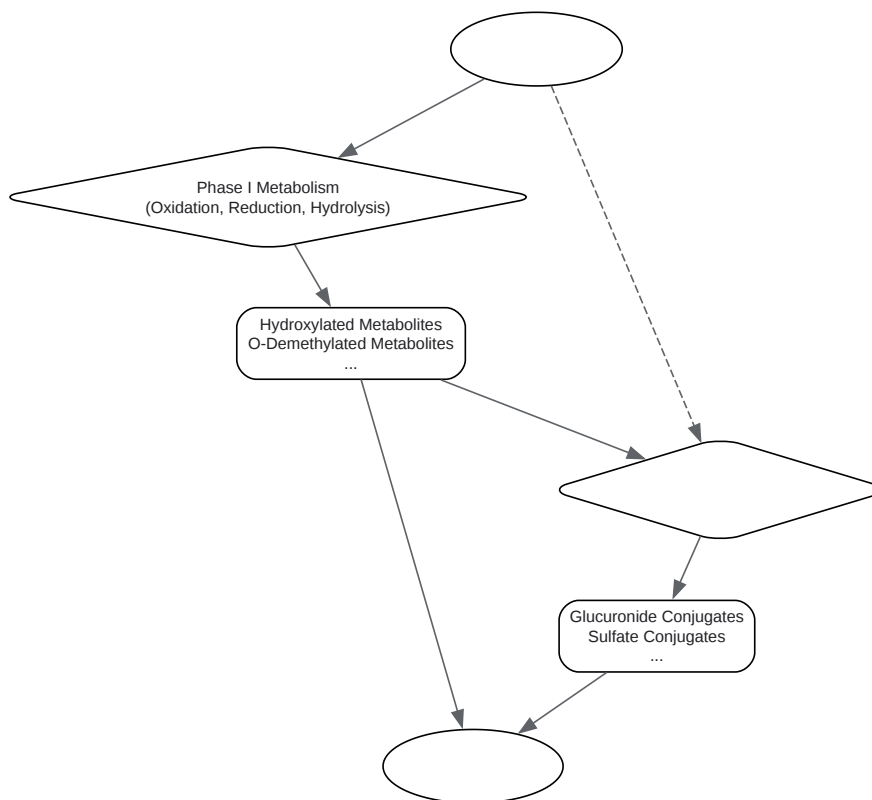 Phase I Metabolism
(Oxidation, Reduction, Hydrolysis)
Hydroxylated Metabolites
O-Demethylated Metabolites
...
Glucuronide Conjugates
Sulfate Conjugates
...